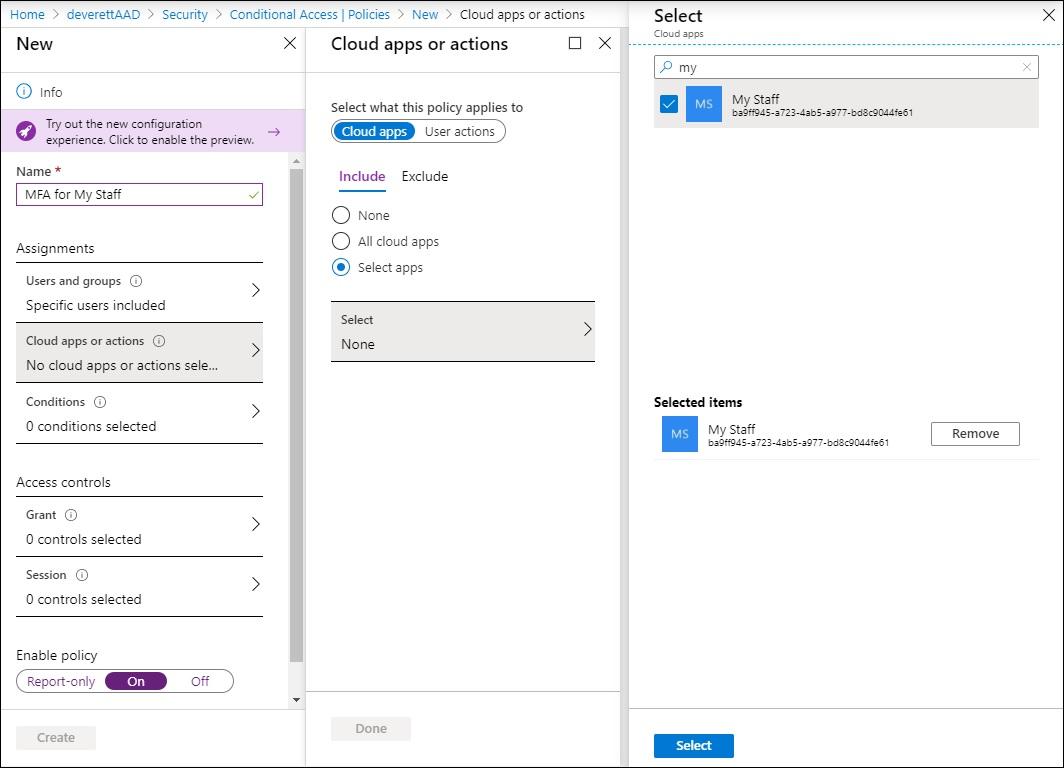 Home > deverettAAD > Security > Conditional Access | Policies > New > Cloud apps or actions
New
Info
Try out the new configuration
experience. Click to enable the preview.
Name *
MFA for My Staff
Assignments
Users and groups
Specific users included
Cloud apps or actions
No cloud apps or actions sele...
Conditions
0 conditions selected
Access controls
Grant
0 controls selected
Session
0 controls selected
Enable policy
Report-only On Off
Create
Cloud apps or actions
Select what this policy applies to
Cloud apps User actions
Include Exclude
None
All cloud apps
Select apps
Select
None
Done
Select
Cloud apps
my
MS
My Staff
ba9ff945-a723-4ab5-a977-bd8c9044fe61
Selected items
MS
My Staff
ba9ff945-a723-4ab5-a977-bd8c9044fe61
Remove
Select